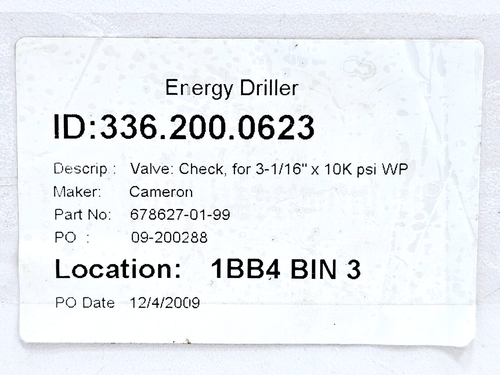 Energy Driller
ID:336.200.0623
Descrip : Valve: Check, for 3-1/16" x 10K psi WP
Maker: Cameron
Part No: 678627-01-99
PO : 09-200288
Location: 1BB4 BIN 3
PO Date 12/4/2009